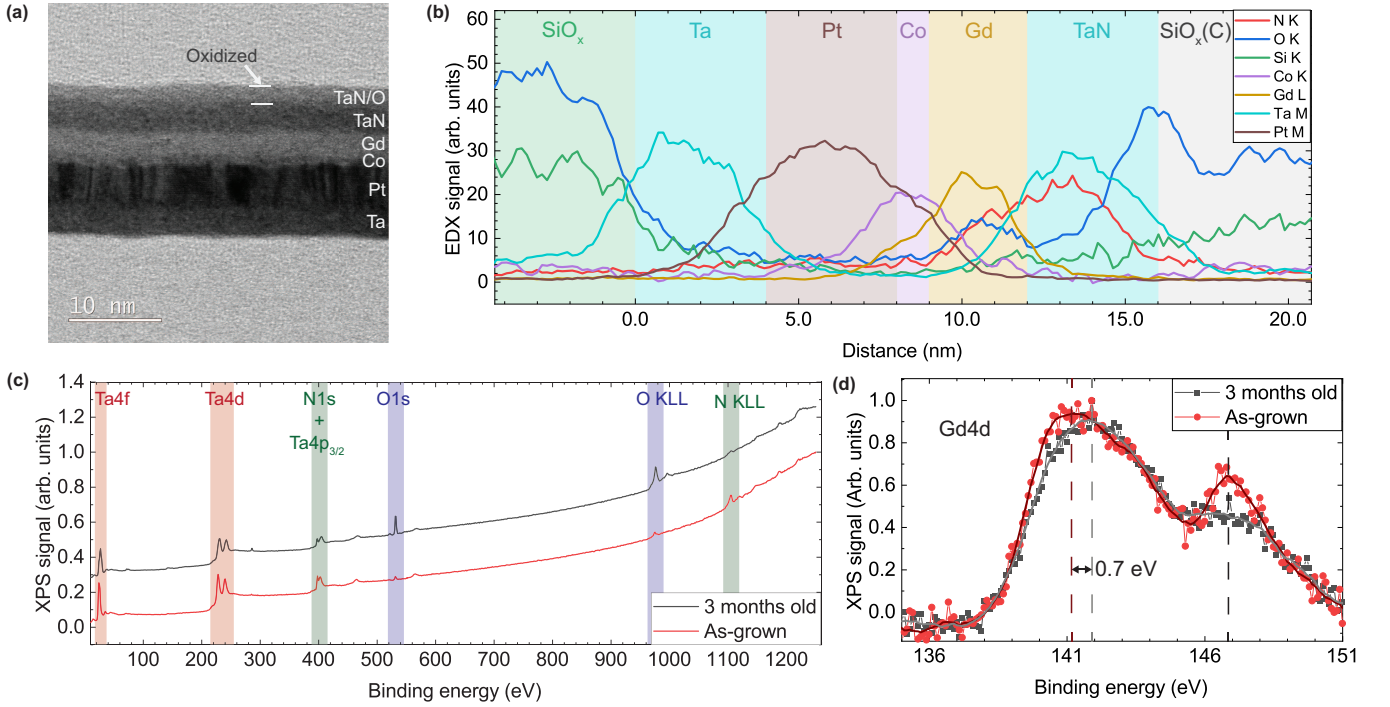 (a)
Oxidized
TaN/O
TaN
Gd
Co
Pt
Ta
10 nm
(b)
SiOx
Ta
Pt
Co
Gd
TaN
SiOx(C)
N K
O K
Si K
Co K
Gd L
Ta M
Pt M
EDX signal (arb. units)
60
50
40
30
20
10
0
0.0 5.0 10.0 15.0 20.0
Distance (nm)
(c)
XPS signal (arb. units)
1.4
1.2
1.0
0.8
0.6
0.4
0.2
0.0
Ta4f
Ta4d
N1s
+
Ta4p3/2
O1s
O KLL
N KLL
3 months old
As-grown
100 200 300 400 500 600 700 800 900 1000 1100 1200
Binding energy (eV)
(d)
XPS signal (Arb. units)
1.0
0.8
0.6
0.4
0.2
0.0
Gd4d
3 months old
As-grown
0.7 eV
136 141 146 151
Binding energy (eV)